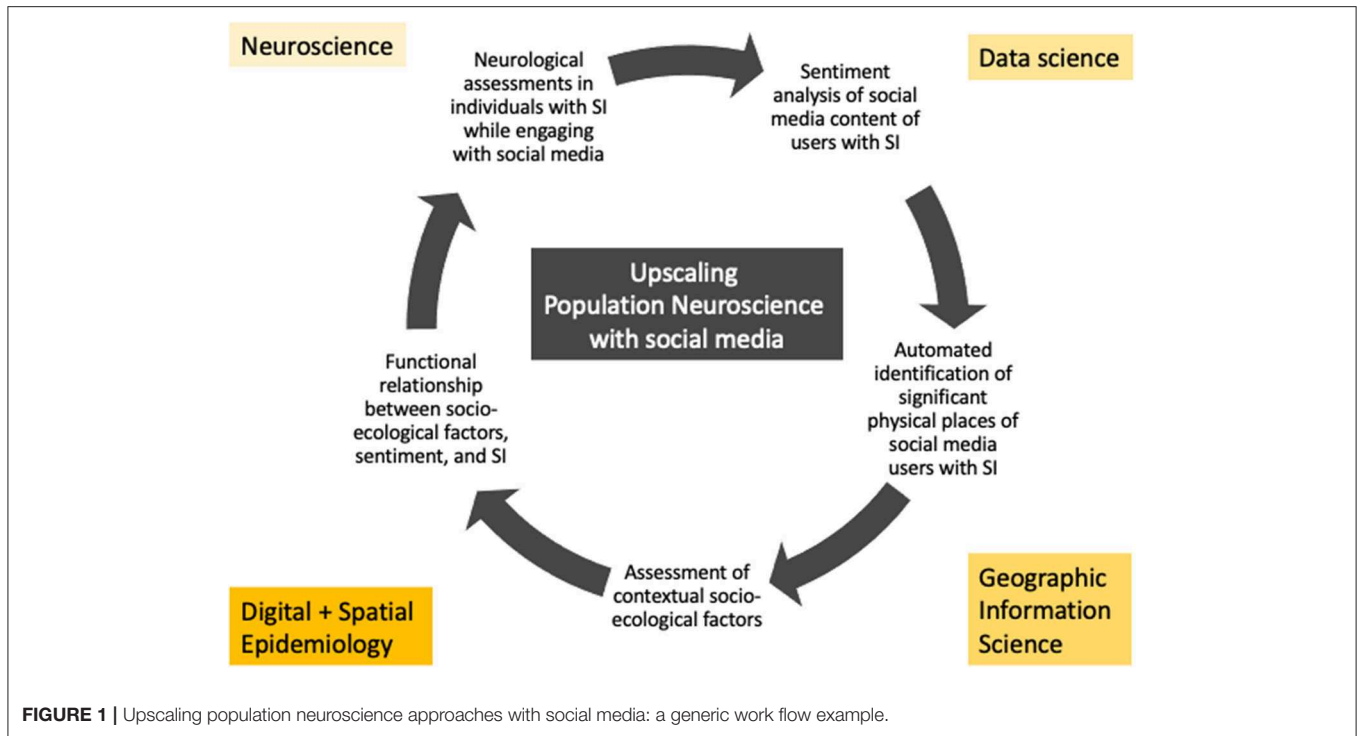 Neuroscience
Neurological
assessments in
individuals with SI
while engaging
with social media
Sentiment
analysis of social
media content of
users with SI
Data science
Upscaling
Population Neuroscience
with social media
Automated
identification of
significant
physical places of
social media
users with SI
Functional
relationship
between socio-
ecological factors,
sentiment, and SI
Assessment of
contextual socio-
ecological factors
Digital + Spatial
Epidemiology
Geographic
Information
Science
FIGURE 1 | Upscaling population neuroscience approaches with social media: a generic work flow example.